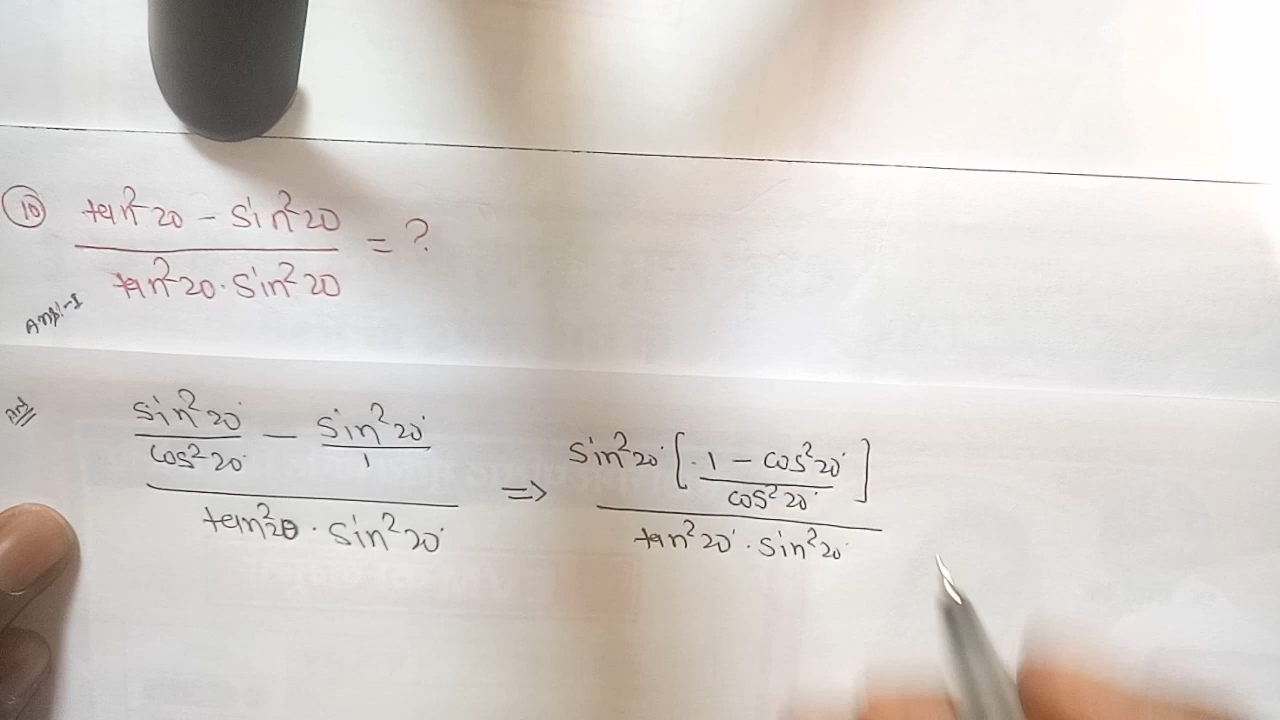 10 tan²20 - sin²20 / tan²20 · sin²20 = ?
Ans:-1
Ans sin²20° / cos²20° - sin²20° / 1 / tan²20 · sin²20° => sin²20° [1 - cos²20° / cos²20°] / tan²20° · sin²20°